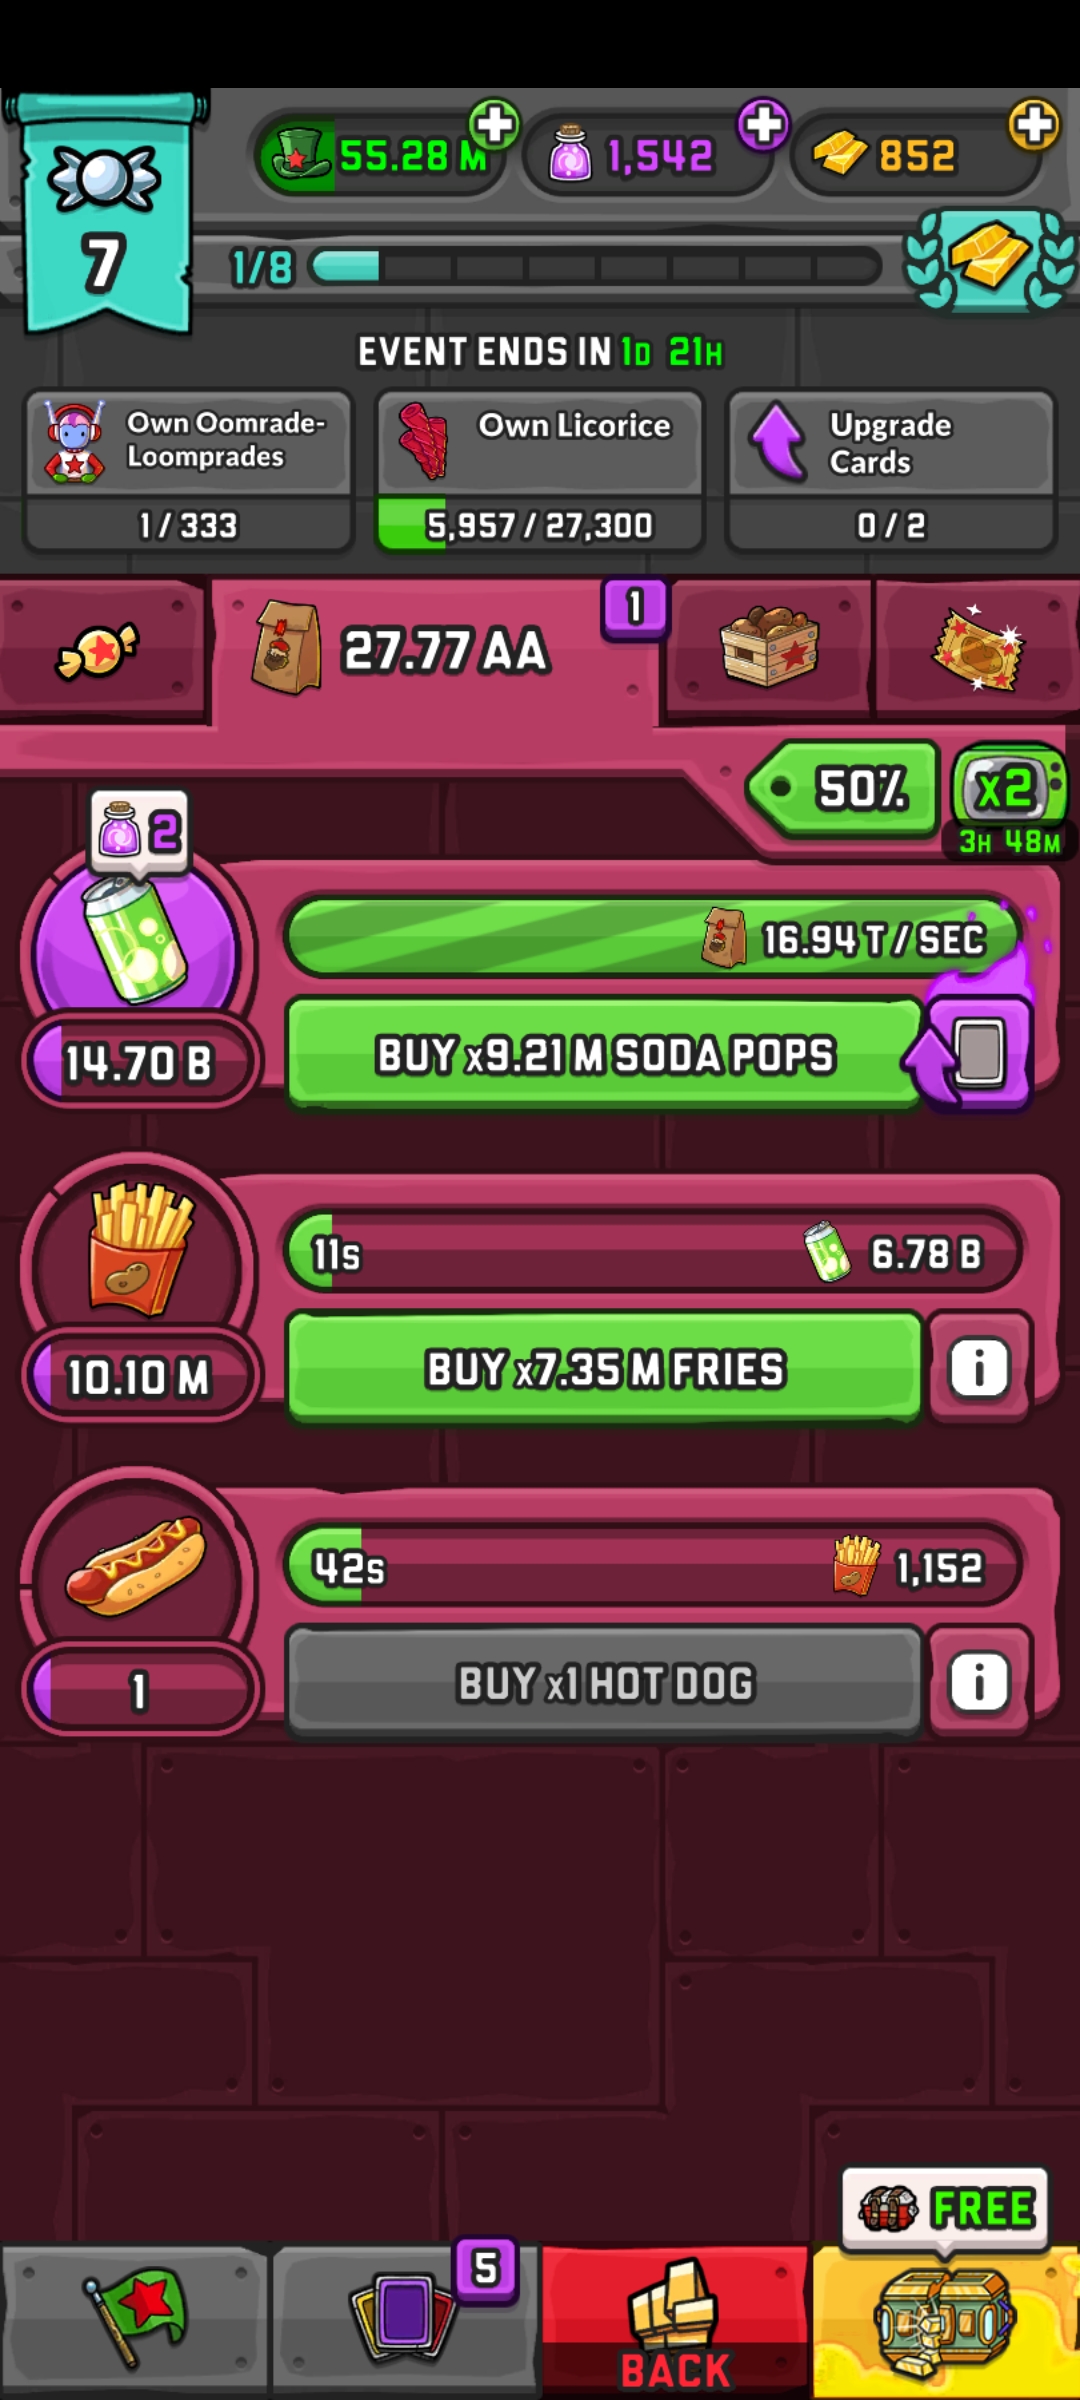 55.28 M
1,542
852
7
1/8
EVENT ENDS IN 1D 21H
Own Oomrade-
Loomprades
1 / 333
Own Licorice
5,957 / 27,300
Upgrade
Cards
0 / 2
27.77 AA
1
50%
x2
3H 48M
2
16.94 T / SEC
14.70 B
BUY x9.21 M SODA POPS
11s
6.78 B
10.10 M
BUY x7.35 M FRIES
i
42s
1,152
1
BUY x1 HOT DOG
i
FREE
5
BACK